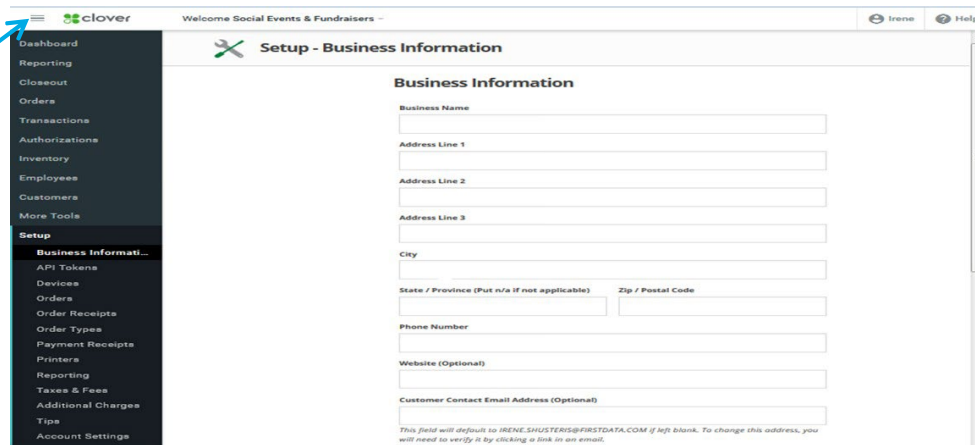 clover
Welcome Social Events & Fundraisers
Irene
Help
Dashboard
Reporting
Closeout
Orders
Transactions
Authorizations
Inventory
Employees
Customers
More Tools
Setup
Business Informati...
API Tokens
Devices
Orders
Order Receipts
Order Types
Payment Receipts
Printers
Reporting
Taxes & Fees
Additional Charges
Tips
Account Settings
Setup - Business Information
Business Information
Business Name
Address Line 1
Address Line 2
Address Line 3
City
State / Province (Put n/a if not applicable) Zip / Postal Code
Phone Number
Website (Optional)
Customer Contact Email Address (Optional)
This field will default to IRENE.SHUSTERIS@FIRSTDATA.COM if left blank. To change this address, you
will need to verify it by clicking a link in an email.